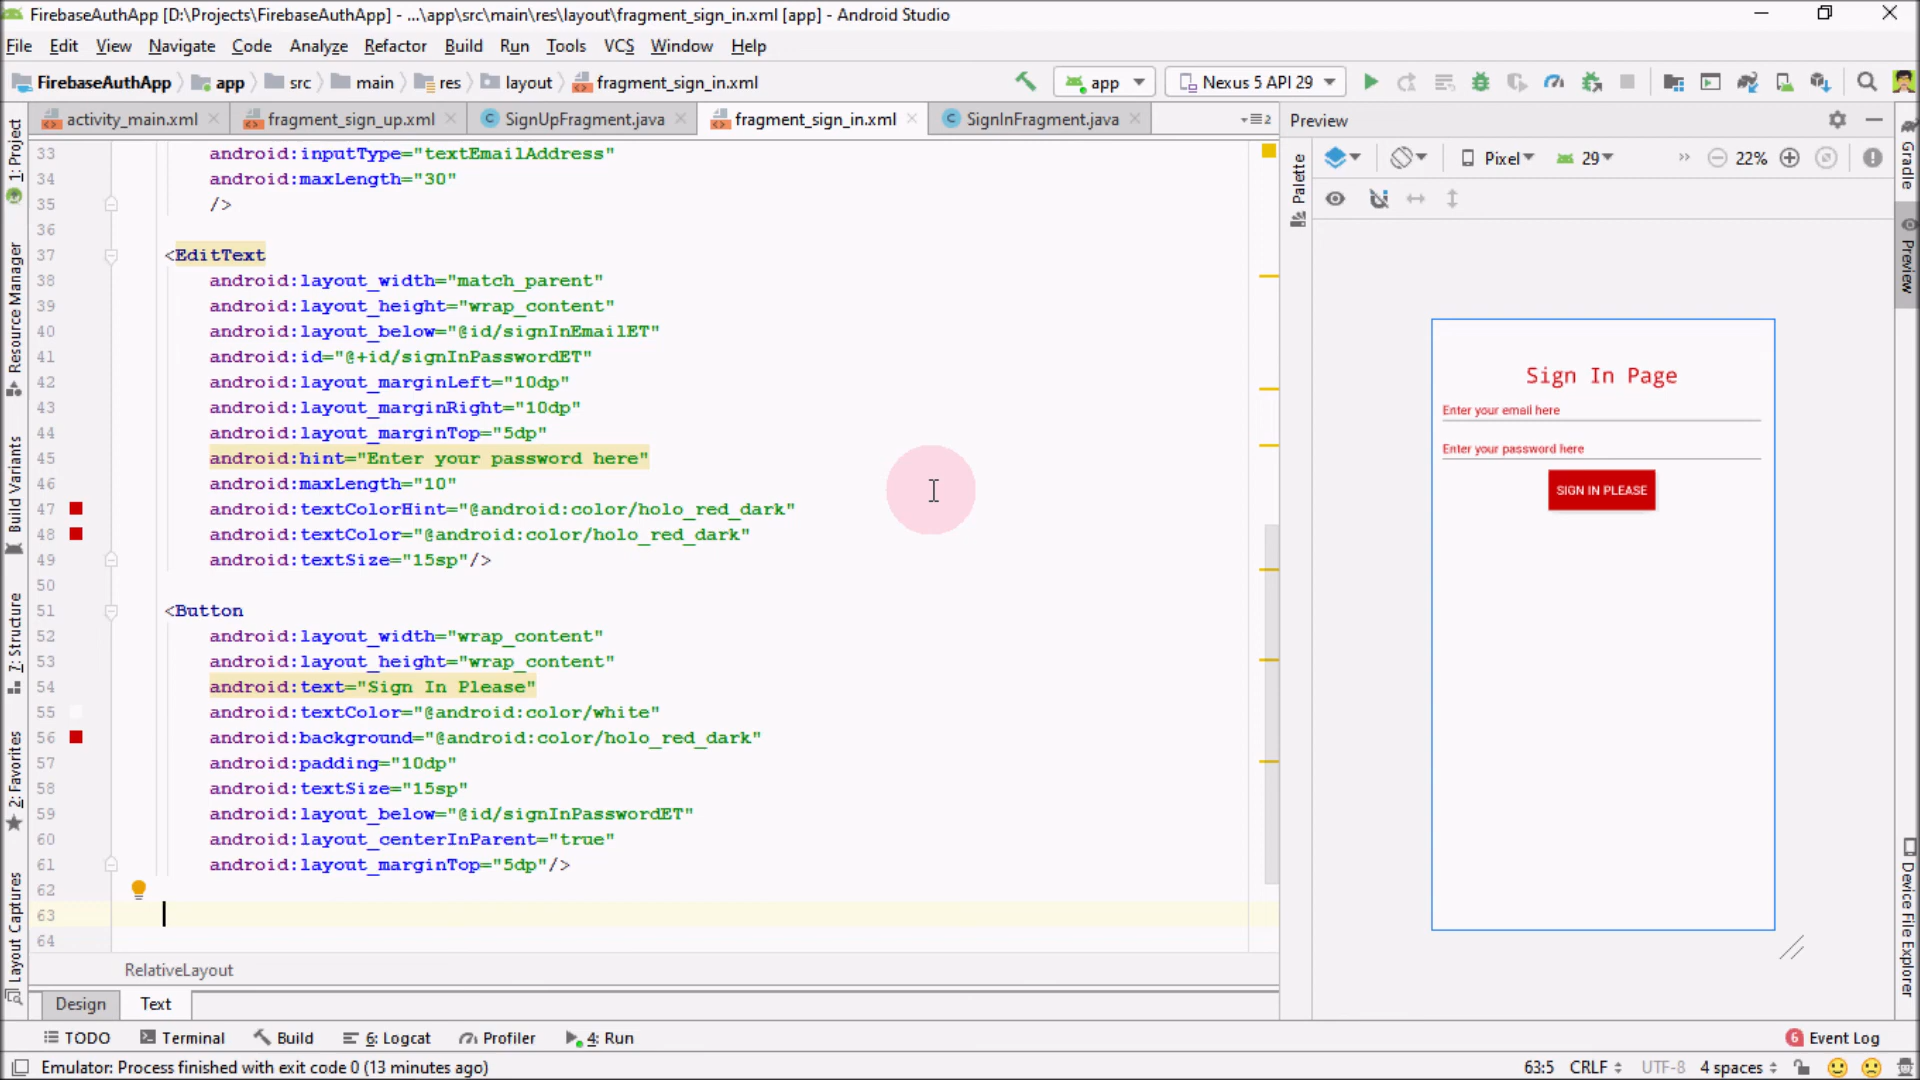 FirebaseAuthApp [D:\Projects\FirebaseAuthApp] - ...\app\src\main\res\layout\fragment_sign_in.xml [app] - Android Studio
File Edit View Navigate Code Analyze Refactor Build Run Tools VCS Window Help
FirebaseAuthApp app src main res layout fragment_sign_in.xml app Nexus 5 API 29
activity_main.xml fragment_sign_up.xml SignUpFragment.java fragment_sign_in.xml SignInFragment.java 2 Preview
Pixel 29 22%
33 android:inputType="textEmailAddress"
34 android:maxLength="30"
35 />
36
37 <EditText
38 android:layout_width="match_parent"
39 android:layout_height="wrap_content"
40 android:layout_below="@id/signInEmailET"
41 android:id="@+id/signInPasswordET"
42 android:layout_marginLeft="10dp"
43 android:layout_marginRight="10dp"
44 android:layout_marginTop="5dp"
45 android:hint="Enter your password here"
46 android:maxLength="10"
47 android:textColorHint="@android:color/holo_red_dark"
48 android:textColor="@android:color/holo_red_dark"
49 android:textSize="15sp"/>
50
51 <Button
52 android:layout_width="wrap_content"
53 android:layout_height="wrap_content"
54 android:text="Sign In Please"
55 android:textColor="@android:color/white"
56 android:background="@android:color/holo_red_dark"
57 android:padding="10dp"
58 android:textSize="15sp"
59 android:layout_below="@id/signInPasswordET"
60 android:layout_centerInParent="true"
61 android:layout_marginTop="5dp"/>
62
63
64
RelativeLayout
Design Text
1: Project
Resource Manager
Build Variants
7: Structure
2: Favorites
Layout Captures
Palette
Sign In Page
Enter your email here
Enter your password here
SIGN IN PLEASE
Gradle
Preview
Device File Explorer
TODO Terminal Build 6: Logcat Profiler 4: Run 6 Event Log
Emulator: Process finished with exit code 0 (13 minutes ago) 63:5 CRLF UTF-8 4 spaces